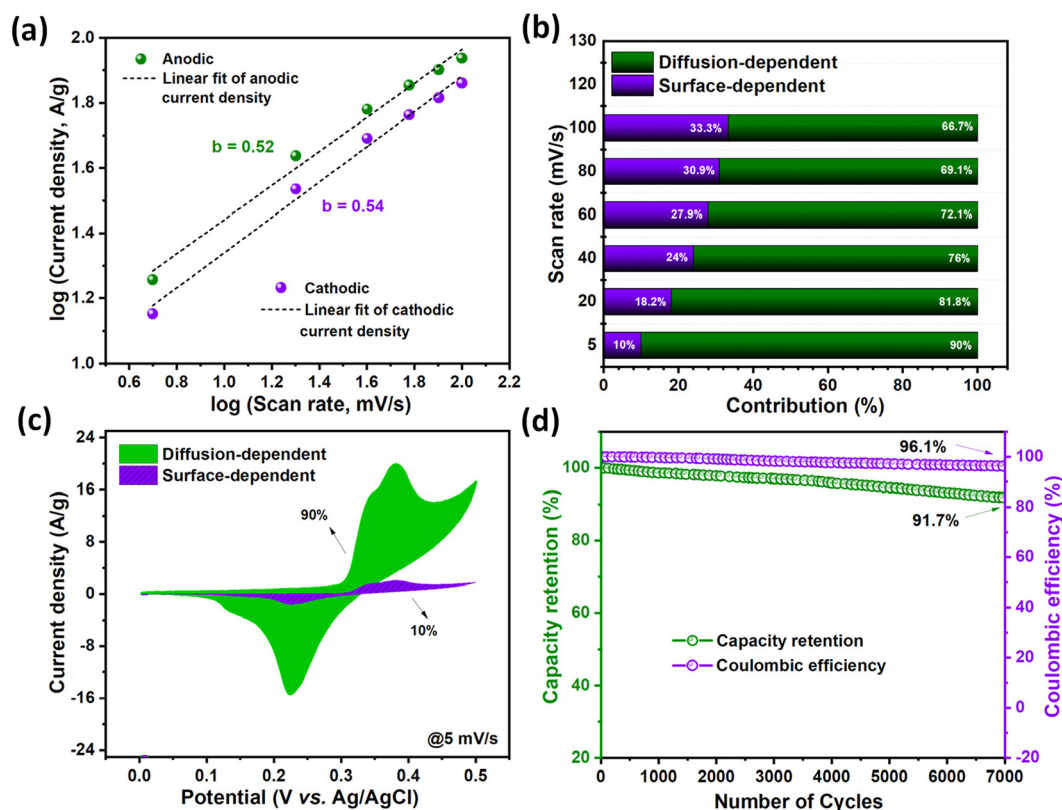 (a)
2.0
1.8
1.6
1.4
1.2
1.0
log (Current density, A/g)
Anodic
Linear fit of anodic
current density
b = 0.52
b = 0.54
Cathodic
Linear fit of cathodic
current density
0.6 0.8 1.0 1.2 1.4 1.6 1.8 2.0 2.2
log (Scan rate, mV/s)
(b)
130
120
100
80
60
40
20
5
Scan rate (mV/s)
Diffusion-dependent
Surface-dependent
33.3% 66.7%
30.9% 69.1%
27.9% 72.1%
24% 76%
18.2% 81.8%
10% 90%
0 20 40 60 80 100
Contribution (%)
(c)
24
16
8
0
-8
-16
-24
Current density (A/g)
Diffusion-dependent
Surface-dependent
90%
10%
@5 mV/s
0.0 0.1 0.2 0.3 0.4 0.5
Potential (V vs. Ag/AgCl)
(d)
120
100
80
60
40
20
Capacity retention (%)
96.1%
91.7%
Capacity retention
Coulombic efficiency
100
80
60
40
20
0
-20
Coulombic efficiency (%)
0 1000 2000 3000 4000 5000 6000 7000
Number of Cycles